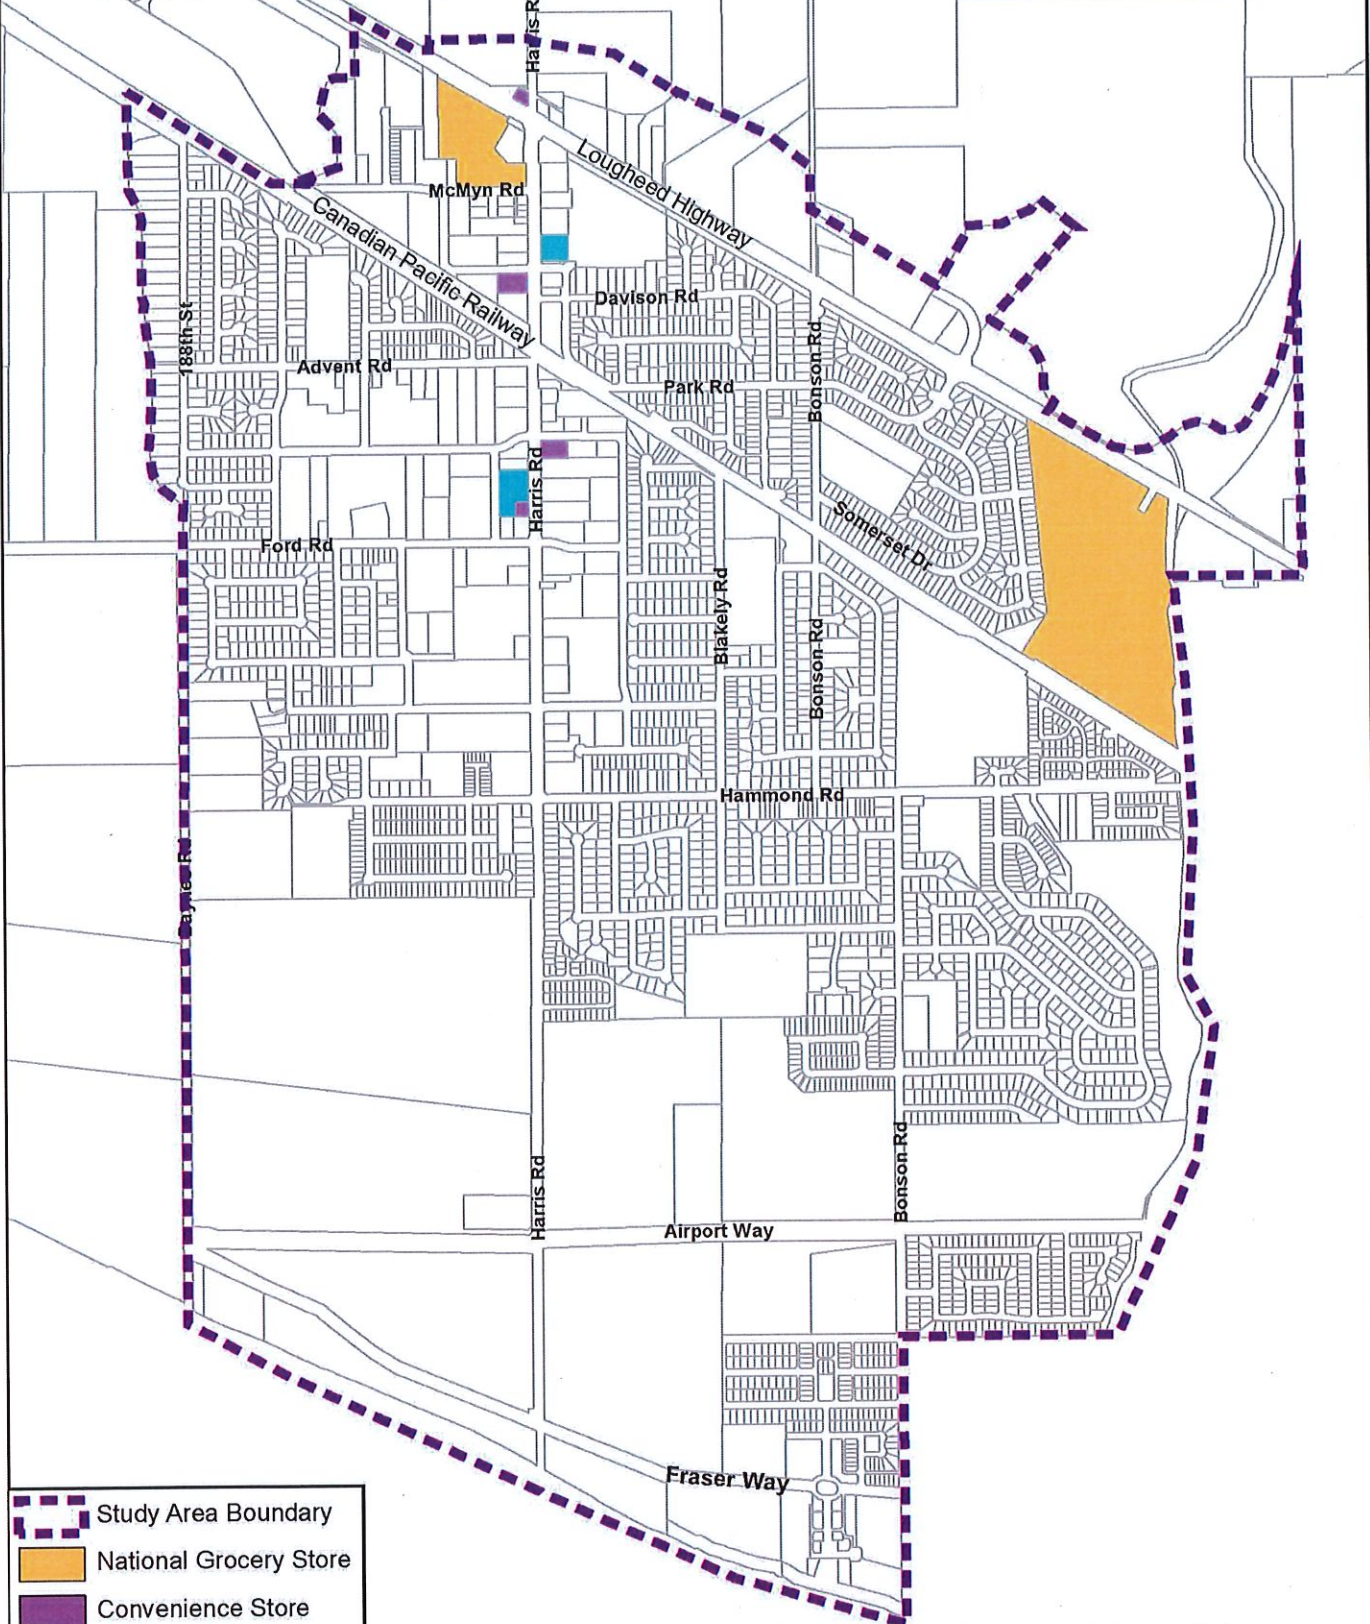 Lougheed Highway
McMyn Rd
Canadian Pacific Railway
Davison Rd
188th St
Bonson Rd
Advent Rd
Park Rd
Harris Rd
Somerset Dr
Ford Rd
Blakely Rd
Bonson Rd
Hammond Rd
Bonson Rd
Harris Rd
Airport Way
Fraser Way
Study Area Boundary
National Grocery Store
Convenience Store